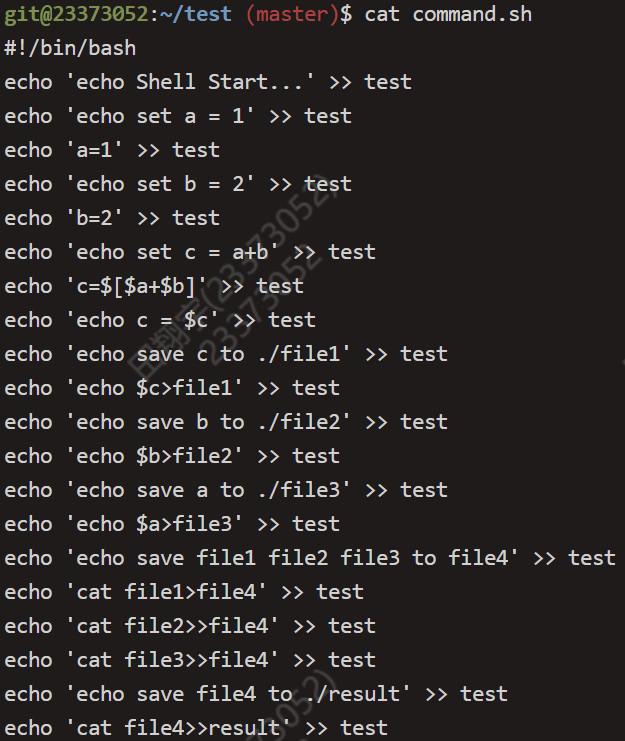 git@23373052:~/test (master)$ cat command.sh
#!/bin/bash
echo 'echo Shell Start...' >> test
echo 'echo set a = 1' >> test
echo 'a=1' >> test
echo 'echo set b = 2' >> test
echo 'b=2' >> test
echo 'echo set c = a+b' >> test
echo 'c=$[$a+$b]' >> test
echo 'echo c = $c' >> test
echo 'echo save c to ./file1' >> test
echo 'echo $c>file1' >> test
echo 'echo save b to ./file2' >> test
echo 'echo $b>file2' >> test
echo 'echo save a to ./file3' >> test
echo 'echo $a>file3' >> test
echo 'echo save file1 file2 file3 to file4' >> test
echo 'cat file1>file4' >> test
echo 'cat file2>>file4' >> test
echo 'cat file3>>file4' >> test
echo 'echo save file4 to ./result' >> test
echo 'cat file4>>result' >> test
(23373052)
23373052